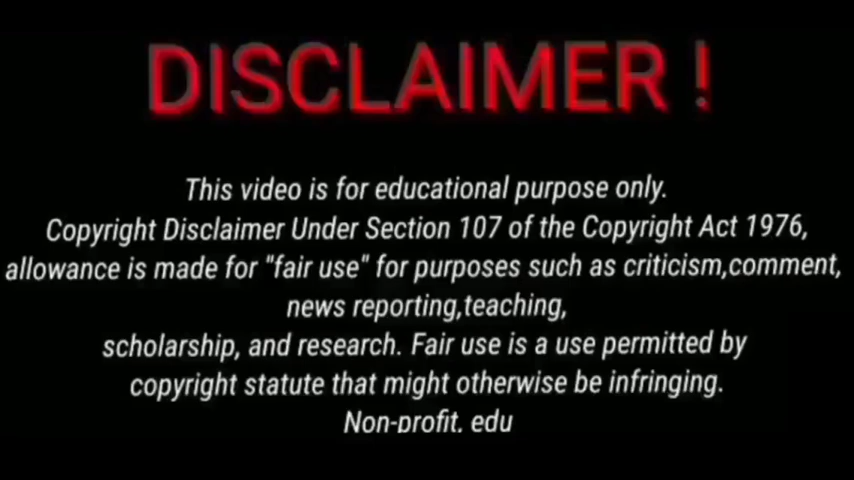 DISCLAIMER !
This video is for educational purpose only.
Copyright Disclaimer Under Section 107 of the Copyright Act 1976,
allowance is made for "fair use" for purposes such as criticism,comment,
news reporting,teaching,
scholarship, and research. Fair use is a use permitted by
copyright statute that might otherwise be infringing.
Non-profit. edu